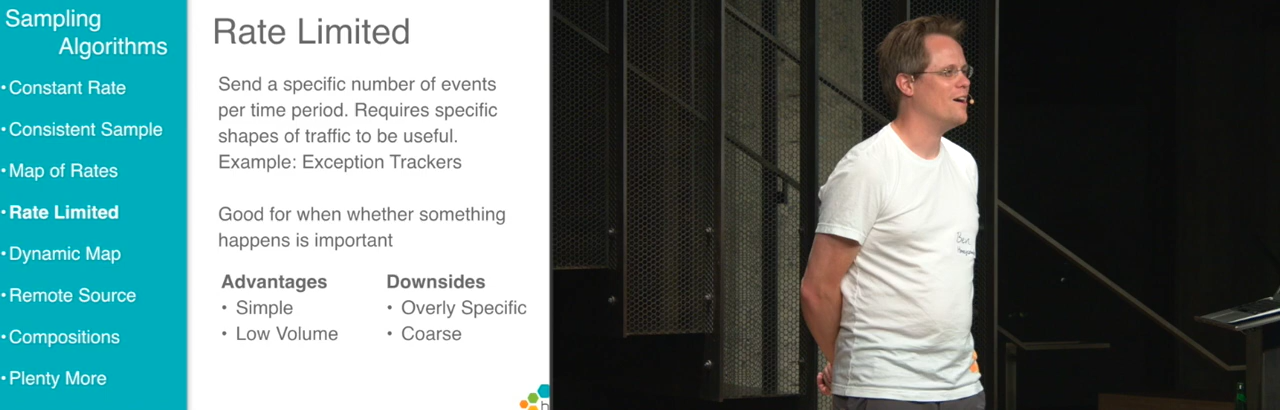 Sampling
Algorithms
•Constant Rate
•Consistent Sample
•Map of Rates
•Rate Limited
•Dynamic Map
•Remote Source
•Compositions
•Plenty More
Rate Limited
Send a specific number of events
per time period. Requires specific
shapes of traffic to be useful.
Example: Exception Trackers
Good for when whether something
happens is important
Advantages
• Simple
• Low Volume
Downsides
• Overly Specific
• Coarse
h
Ben